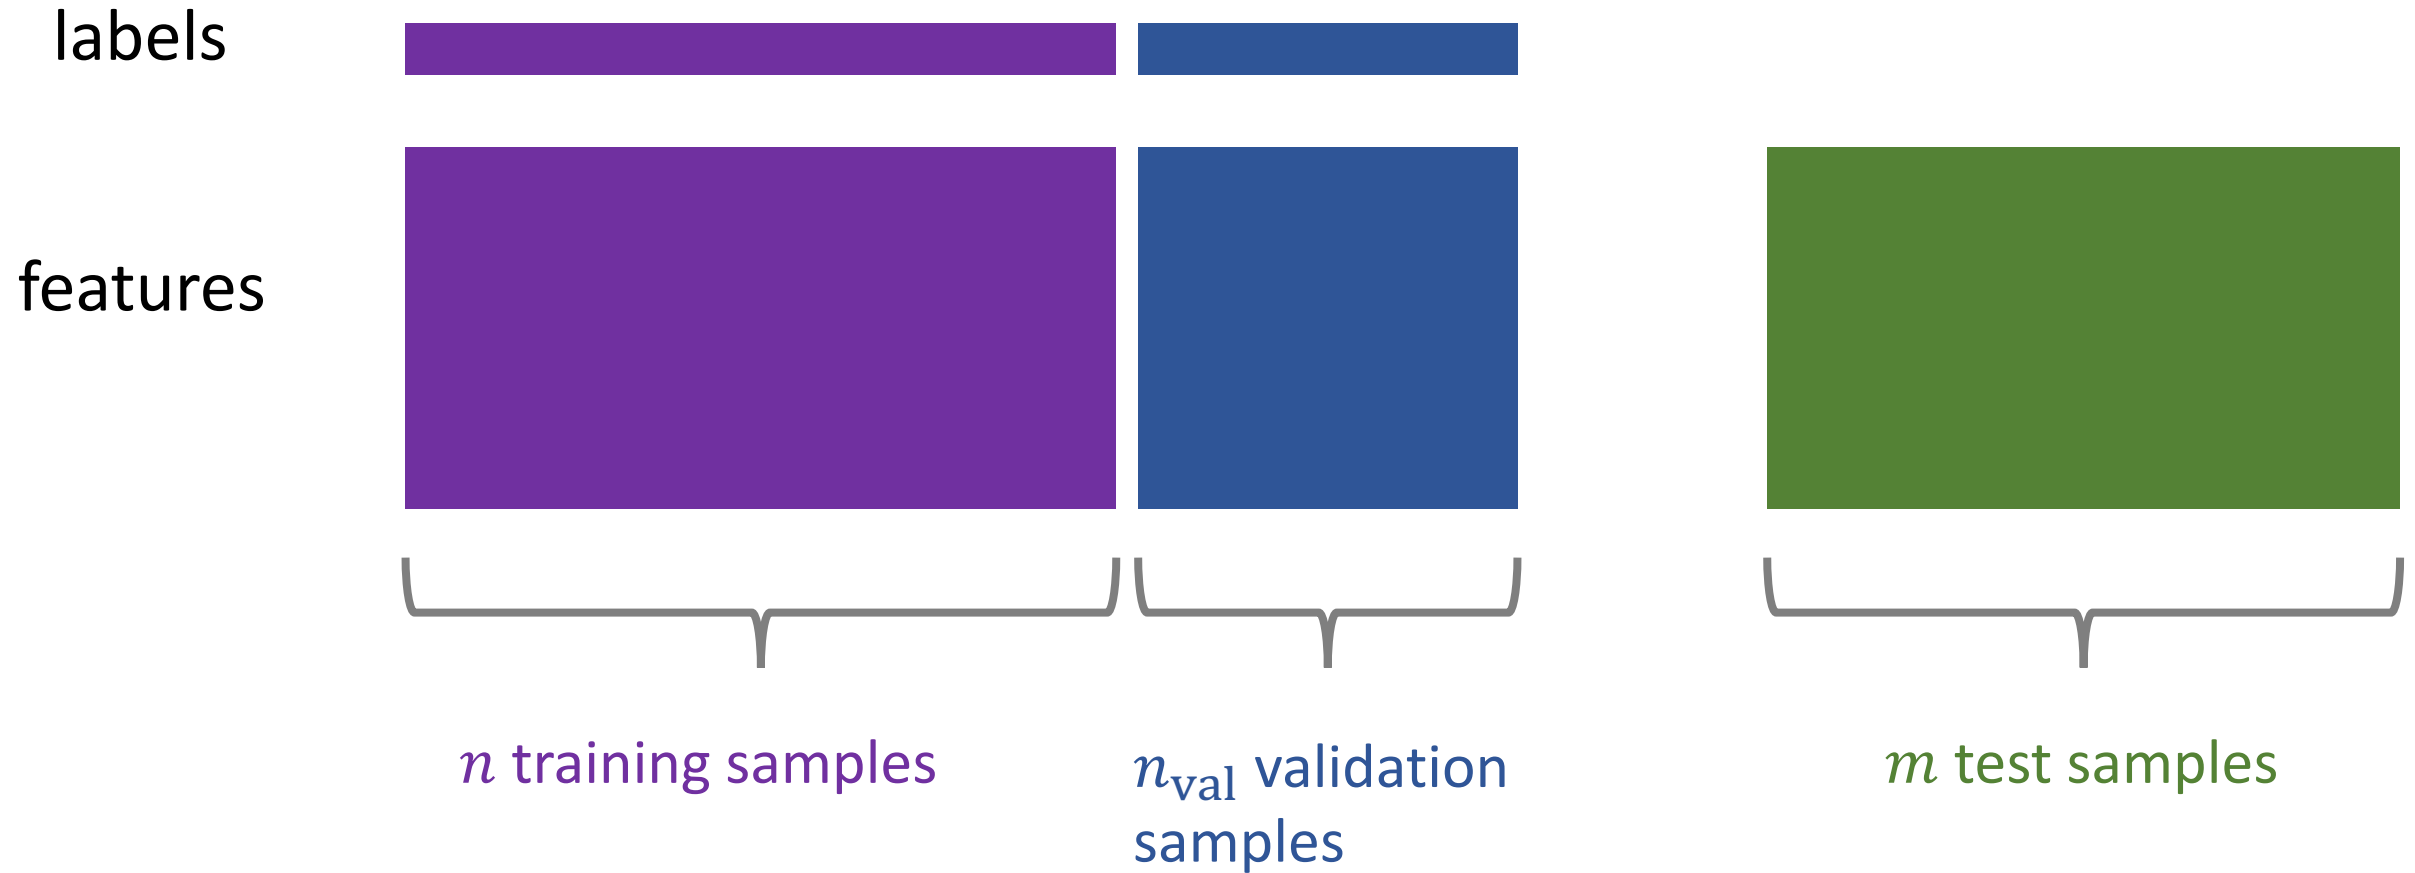 labels
features
n training samples
n_val validation
samples
m test samples